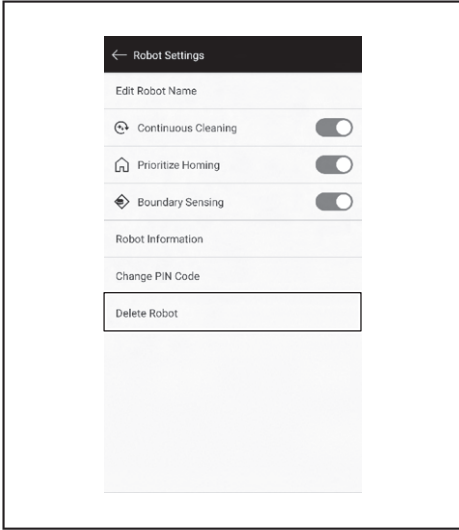 Robot Settings
Edit Robot Name
Continuous Cleaning
Prioritize Homing
Boundary Sensing
Robot Information
Change PIN Code
Delete Robot